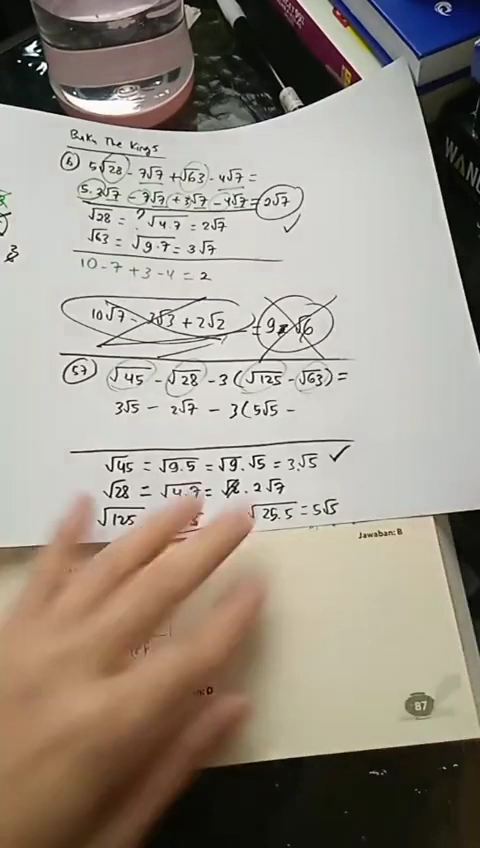 6) 5√28 - 7√7 + √63 - 4√7 =
5.2√7 - 7√7 + 3√7 - 4√7 = 2√7
√28 = √4.7 = 2√7
√63 = √9.7 = 3√7
10-7+3-4 = 2
10√7 - 3√3 + 2√2 = 9 √6
57) √45 - √28 - 3(√125 - √63) =
3√5 - 2√7 - 3(5√5 -
√45 = √9.5 = √9.√5 = 3.√5 ✓
√28 = √4.7 = 2√7
√125 √25.5 = 5√5
Jawaban: B
: D
87
WAN